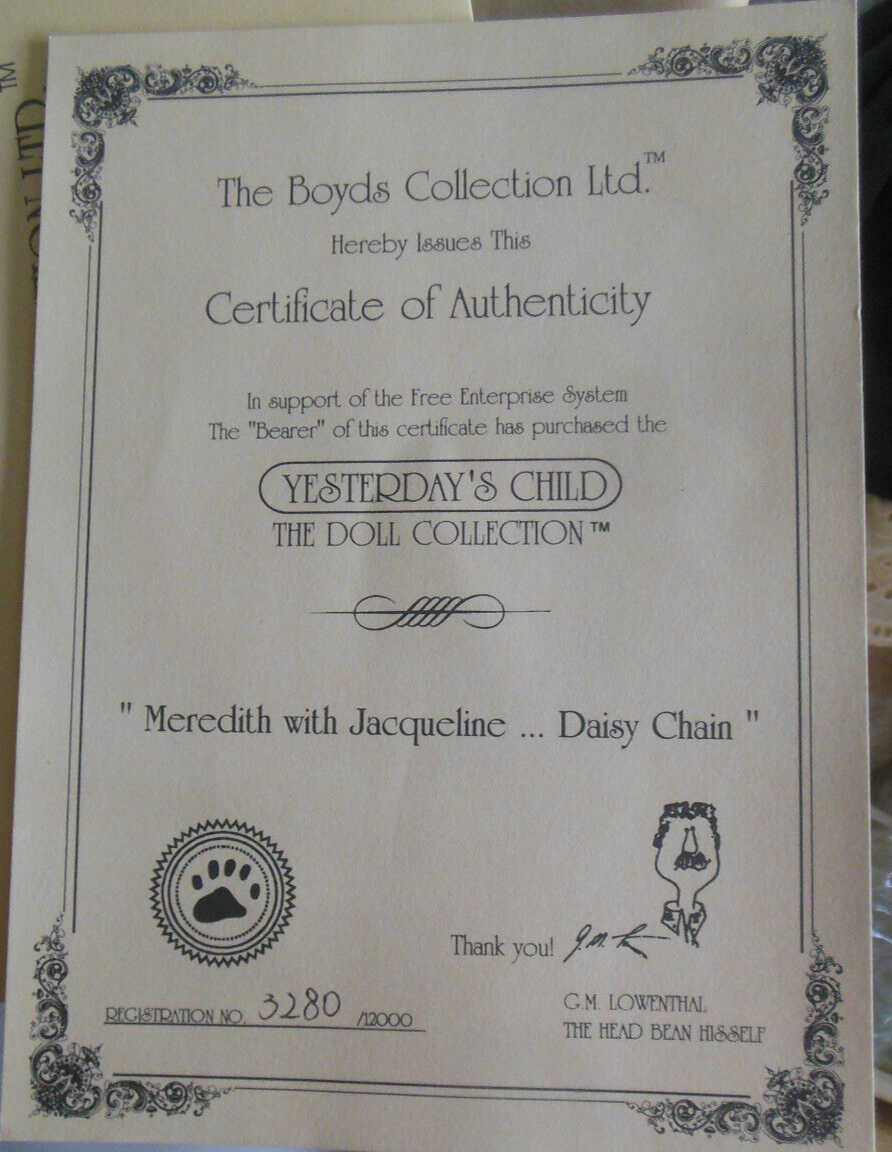 The Boyds Collection Ltd.™
Hereby Issues This
Certificate of Authenticity
In support of the Free Enterprise System
The "Bearer" of this certificate has purchased the
YESTERDAY'S CHILD
THE DOLL COLLECTION™
" Meredith with Jacqueline ... Daisy Chain "
Thank you!
REGISTRATION NO. 3280 /12000
G.M. LOWENTHAL
THE HEAD BEAN HISSELF